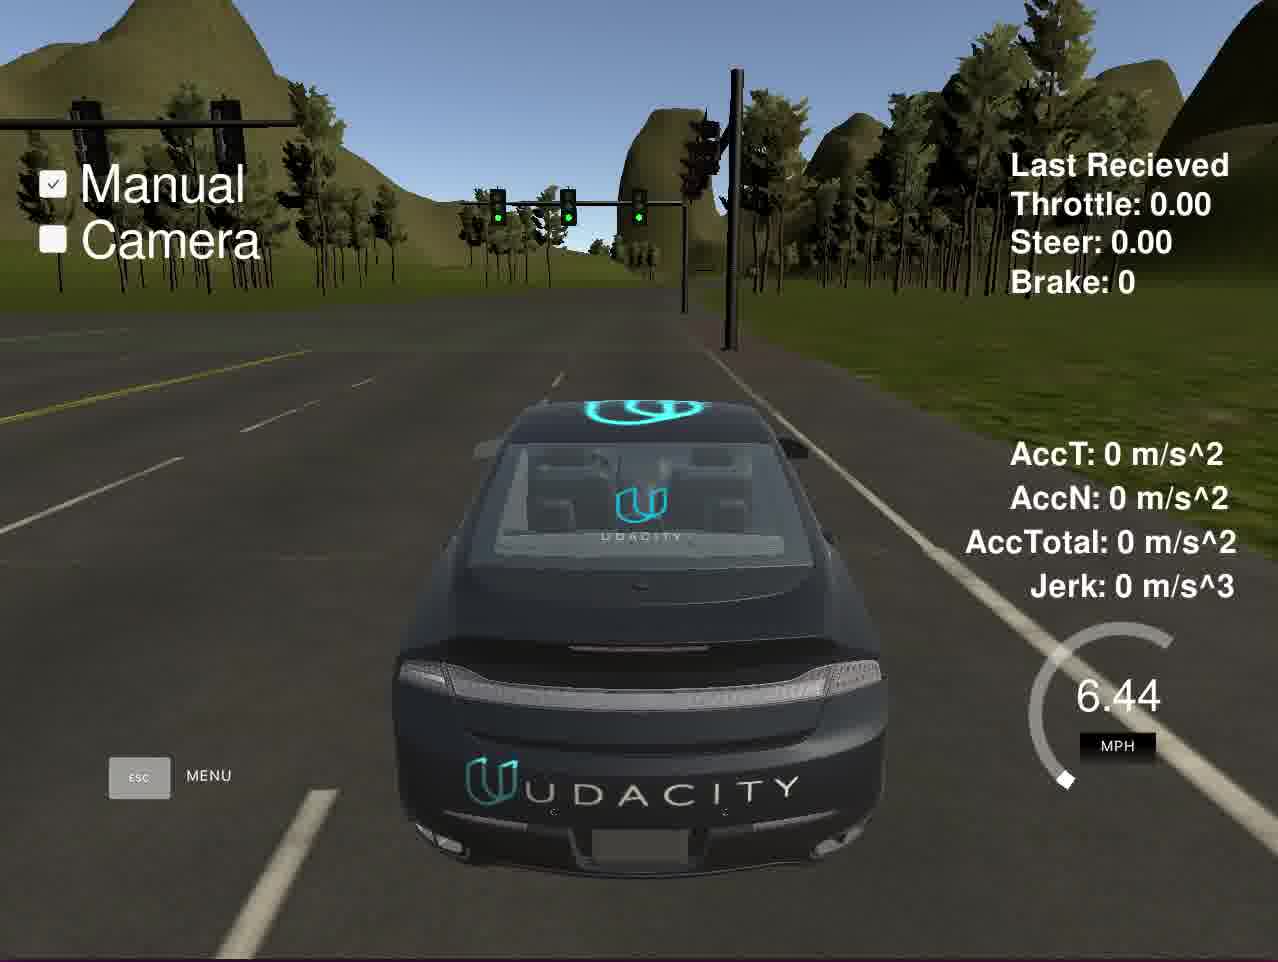 Manual
Camera
Last Recieved
Throttle: 0.00
Steer: 0.00
Brake: 0
AccT: 0 m/s^2
AccN: 0 m/s^2
AccTotal: 0 m/s^2
Jerk: 0 m/s^3
UDACITY
6.44
MPH
ESC MENU
UDACITY